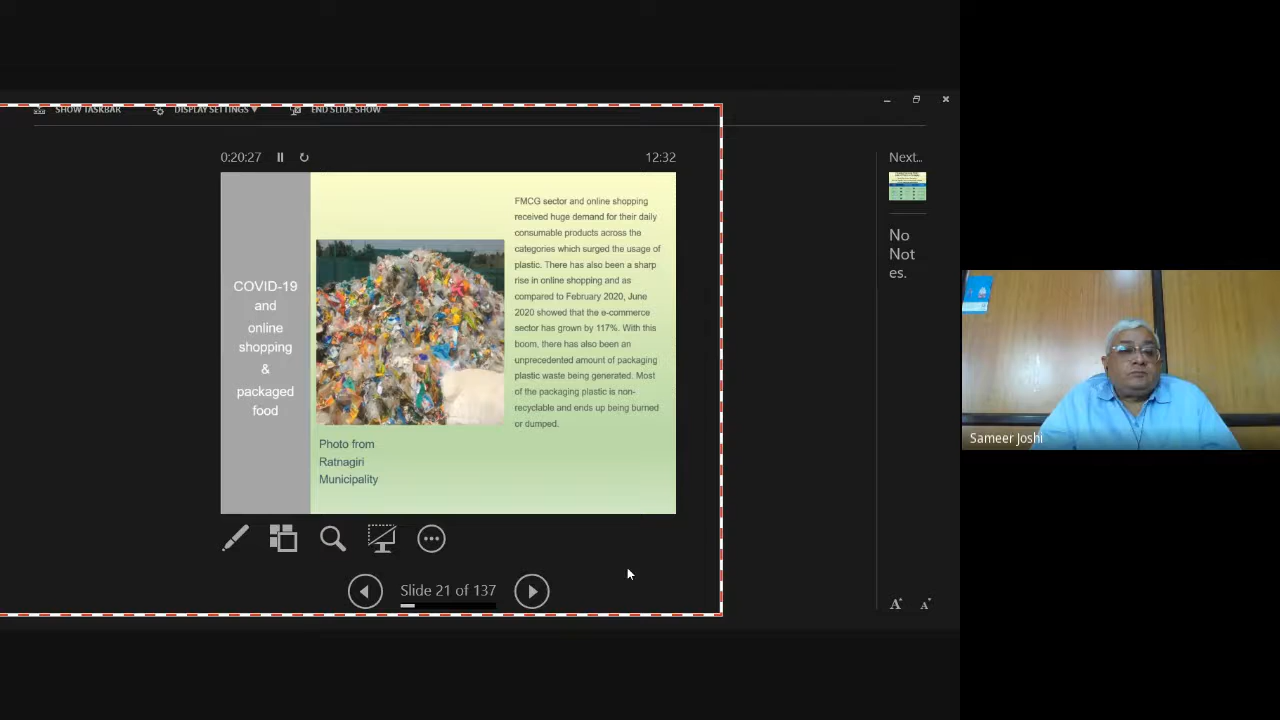 SHOW TASKBAR
DISPLAY SETTINGS
END SLIDE SHOW
0:20:27
12:32
COVID-19
and
online
shopping
&
packaged
food
Photo from
Ratnagiri
Municipality
FMCG sector and online shopping
received huge demand for their daily
consumable products across the
categories which surged the usage of
plastic. There has also been a sharp
rise in online shopping and as
compared to February 2020, June
2020 showed that the e-commerce
sector has grown by 117%. With this
boom, there has also been an
unprecedented amount of packaging
plastic waste being generated. Most
of the packaging plastic is non-
recyclable and ends up being burned
or dumped.
Slide 21 of 137
Next...
No
Not
es.
A
A
Sameer Joshi